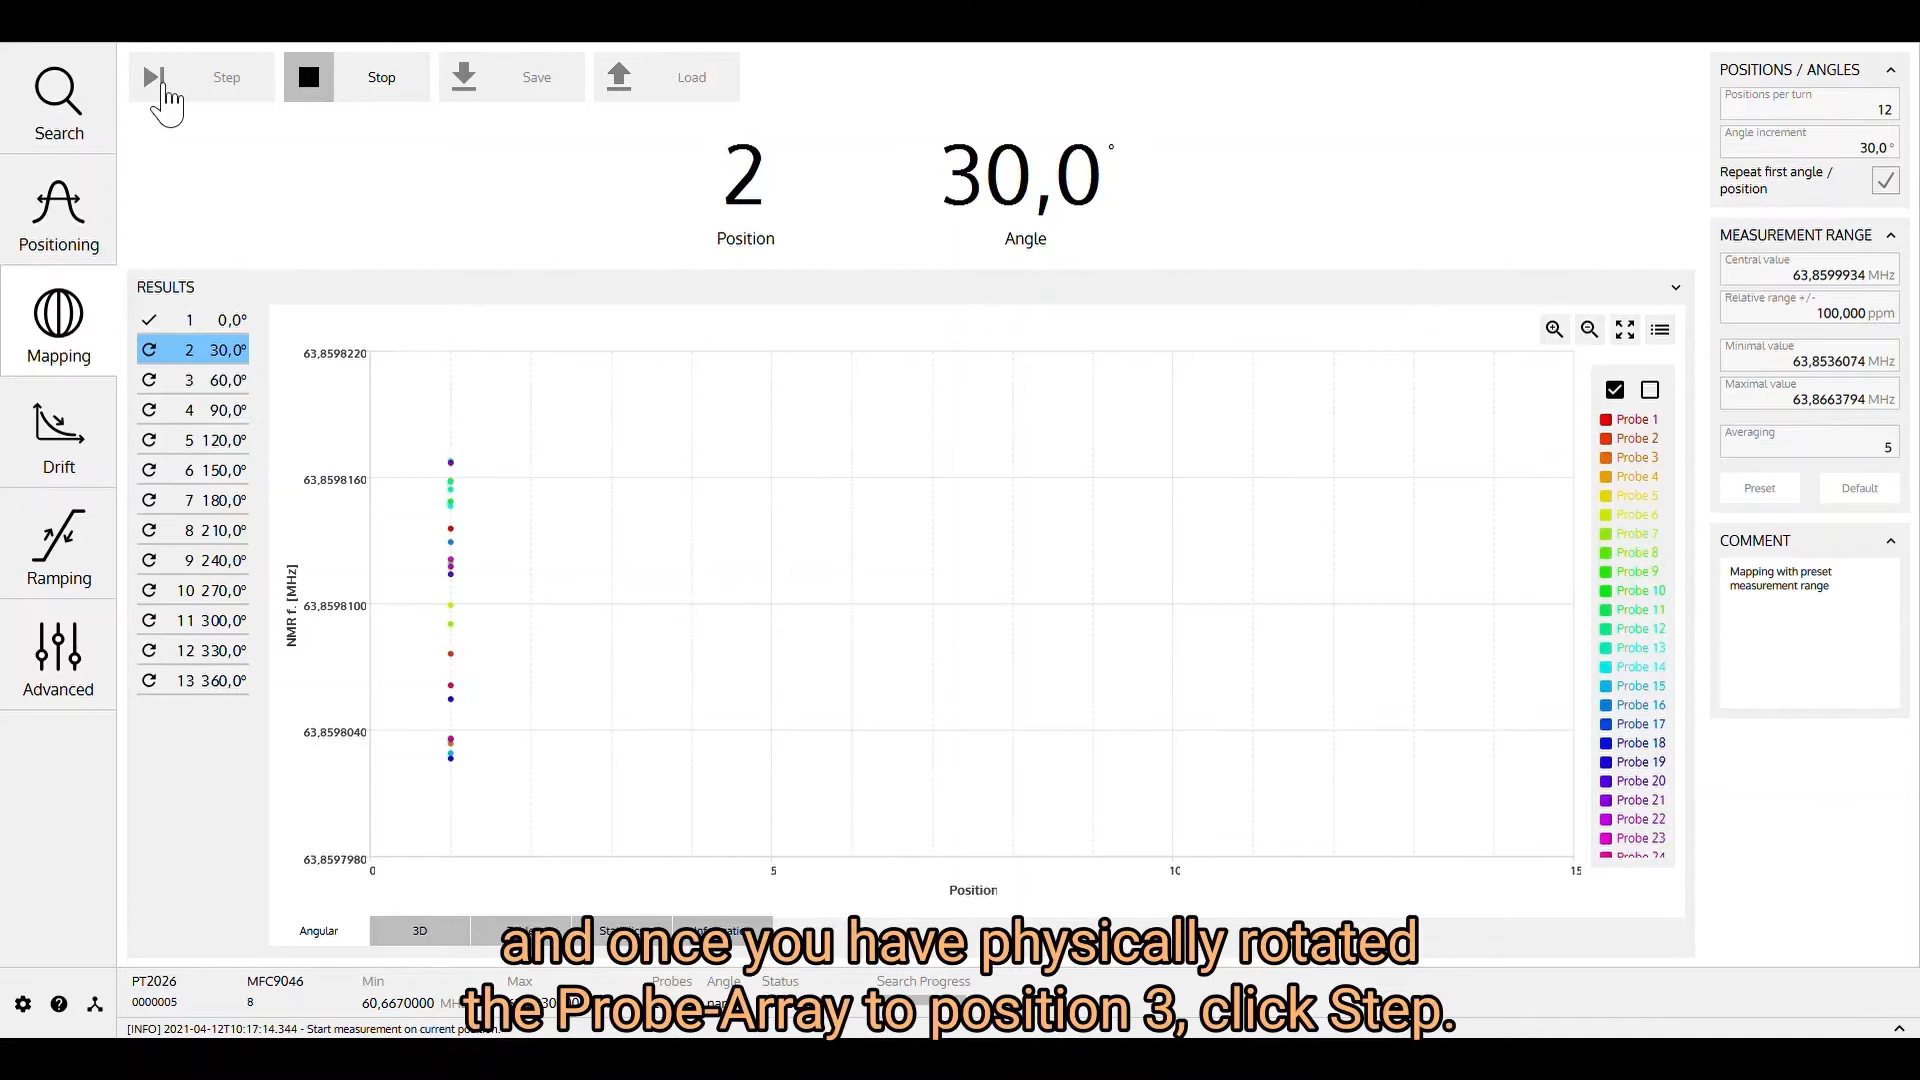 Step
Stop
Save
Load
Search
Positioning
Mapping
Drift
Ramping
Advanced
2
Position
30,0°
Angle
RESULTS
1 0,0°
2 30,0°
3 60,0°
4 90,0°
5 120,0°
6 150,0°
7 180,0°
8 210,0°
9 240,0°
10 270,0°
11 300,0°
12 330,0°
13 360,0°
NMR f. [MHz]
63,8598220
63,8598160
63,8598100
63,8598040
63,8597980
0
5
10
15
Position
Probe 1
Probe 2
Probe 3
Probe 4
Probe 5
Probe 6
Probe 7
Probe 8
Probe 9
Probe 10
Probe 11
Probe 12
Probe 13
Probe 14
Probe 15
Probe 16
Probe 17
Probe 18
Probe 19
Probe 20
Probe 21
Probe 22
Probe 23
Probe 24
POSITIONS / ANGLES
Positions per turn
12
Angle increment
30,0 °
Repeat first angle /
position
MEASUREMENT RANGE
Central value
63,8599934 MHz
Relative range +/-
100,000 ppm
Minimal value
63,8536074 MHz
Maximal value
63,8663794 MHz
Averaging
5
Preset
Default
COMMENT
Mapping with preset
measurement range
Angular
3D
and once you have physically rotated
the Probe-Array to position 3, click Step.
PT2026
0000005
MFC9046
8
Min
60,6670000
Max
Probes
Angle
Status
Search Progress
[INFO] 2021-04-12T10:17:14.344 - Start measurement on current position.